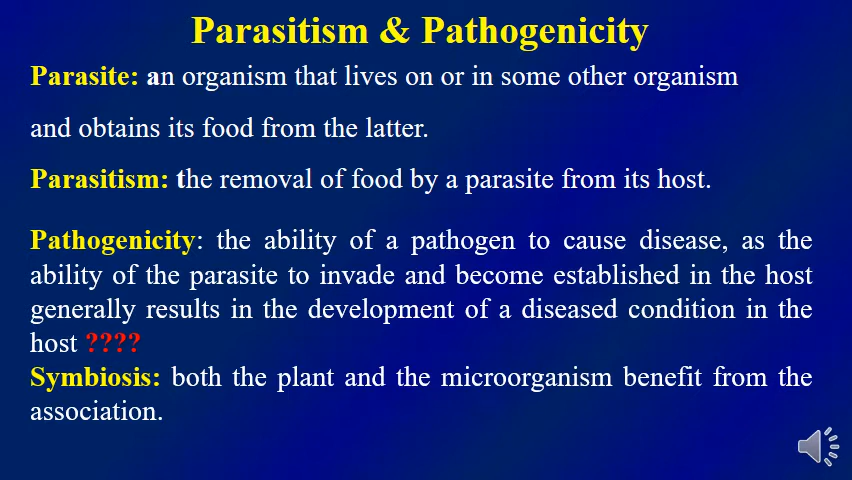 Parasitism & Pathogenicity
Parasite: an organism that lives on or in some other organism
and obtains its food from the latter.
Parasitism: the removal of food by a parasite from its host.
Pathogenicity: the ability of a pathogen to cause disease, as the
ability of the parasite to invade and become established in the host
generally results in the development of a diseased condition in the
host ????
Symbiosis: both the plant and the microorganism benefit from the
association.